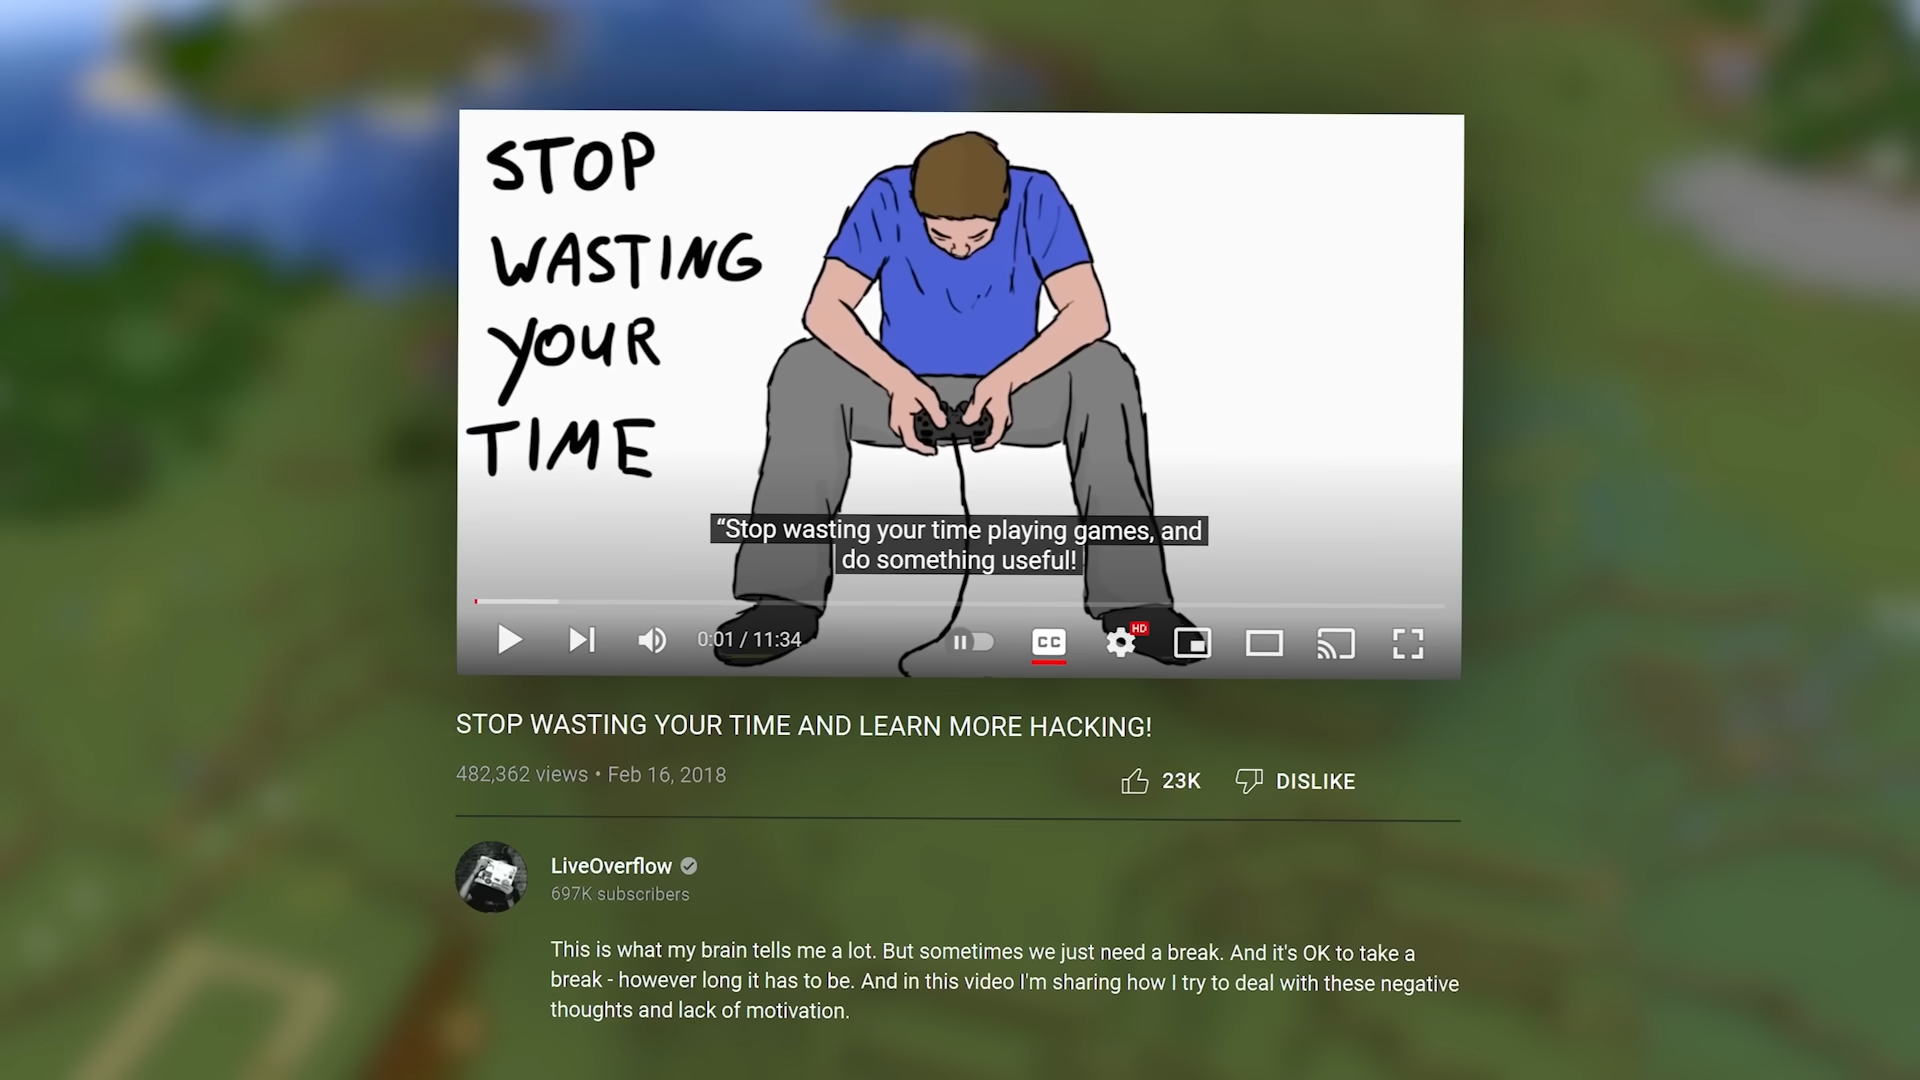 STOP
WASTING
YOUR
TIME
“Stop wasting your time playing games, and
do something useful!
0:01 / 11:34
CC
HD
STOP WASTING YOUR TIME AND LEARN MORE HACKING!
482,362 views • Feb 16, 2018
23K
DISLIKE
LiveOverflow
697K subscribers
This is what my brain tells me a lot. But sometimes we just need a break. And it's OK to take a
break - however long it has to be. And in this video I'm sharing how I try to deal with these negative
thoughts and lack of motivation.